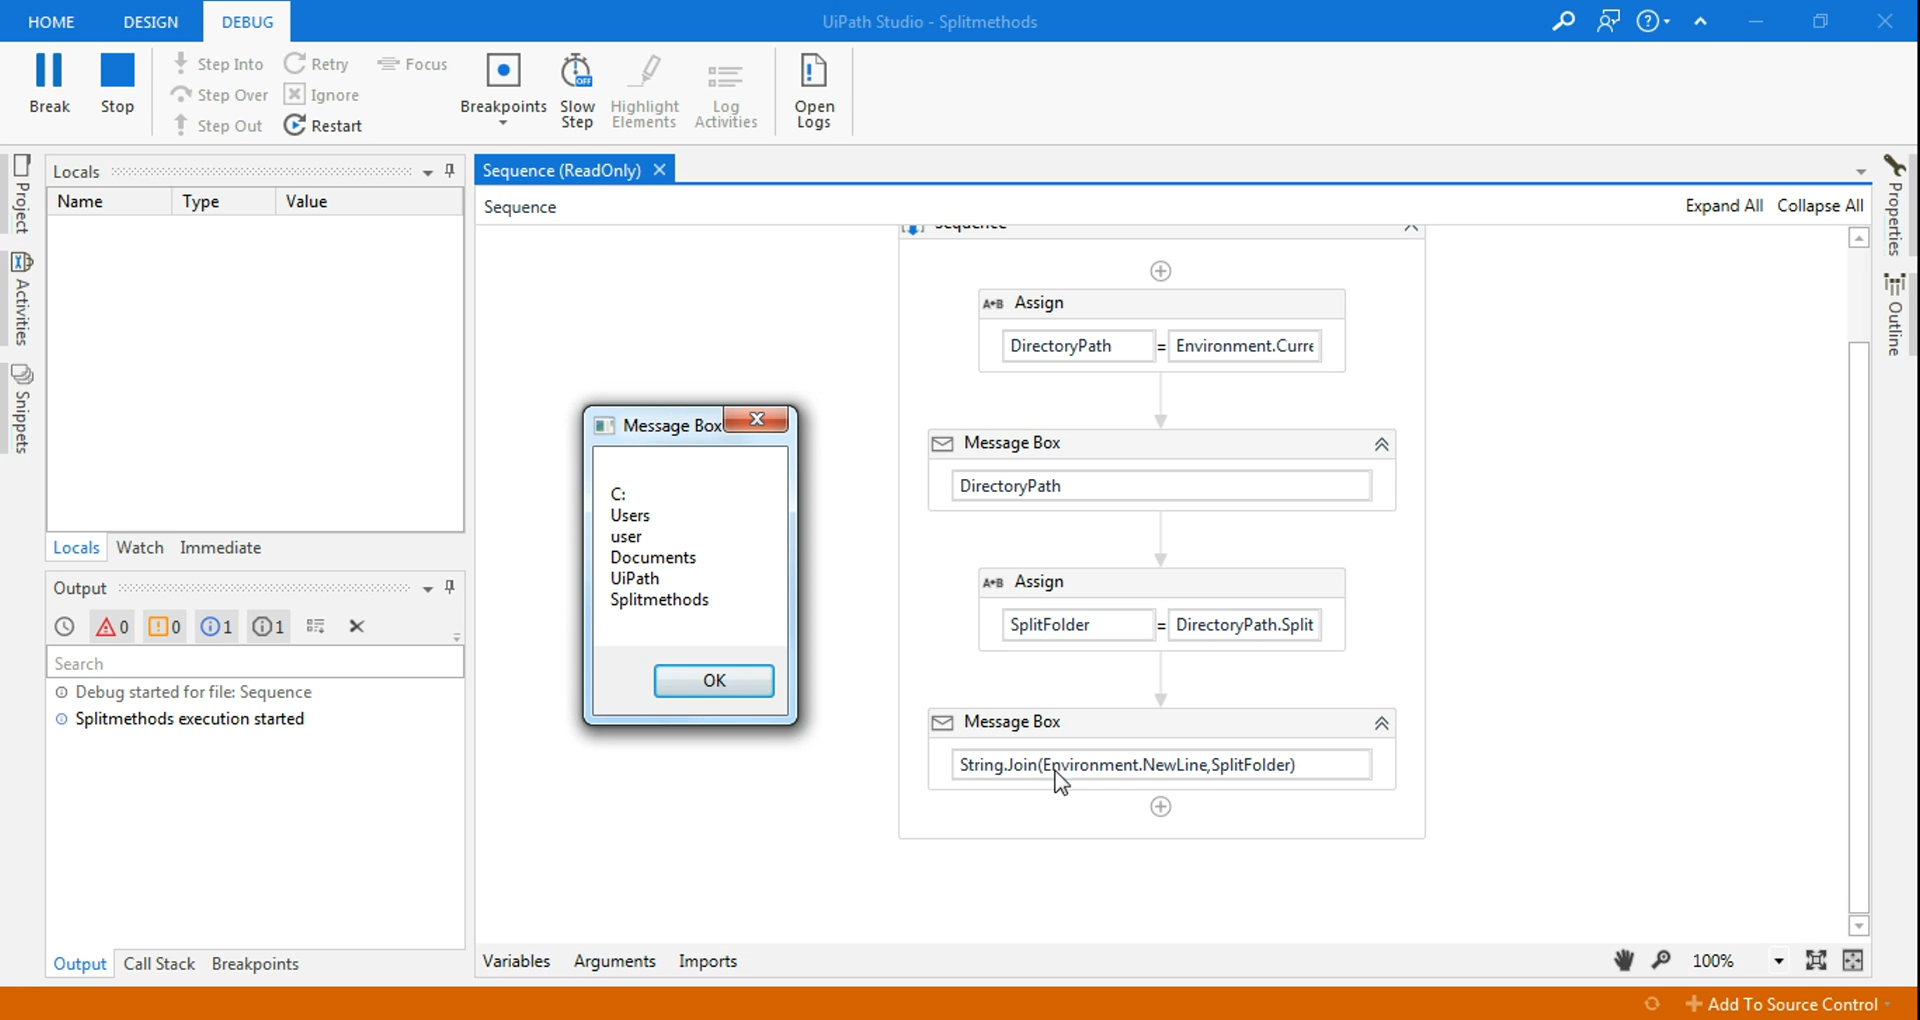 HOME DESIGN DEBUG UiPath Studio - Splitmethods
Break Stop
Step Into
Step Over
Step Out
Retry
Ignore
Restart
Focus
Breakpoints
Slow
Step
Highlight
Elements
Log
Activities
Open
Logs
Project
Activities
Snippets
Locals
Name Type Value
Locals Watch Immediate
Output
0 0 1 1
Search
Debug started for file: Sequence
Splitmethods execution started
Output Call Stack Breakpoints
Sequence (ReadOnly)
Sequence
Expand All Collapse All
Sequence
A+B Assign
DirectoryPath = Environment.Curre
Message Box
DirectoryPath
A+B Assign
SplitFolder = DirectoryPath.Split
Message Box
String.Join(Environment.NewLine,SplitFolder)
Message Box
C:
Users
user
Documents
UiPath
Splitmethods
OK
Variables Arguments Imports
100%
Properties
Outline
Add To Source Control